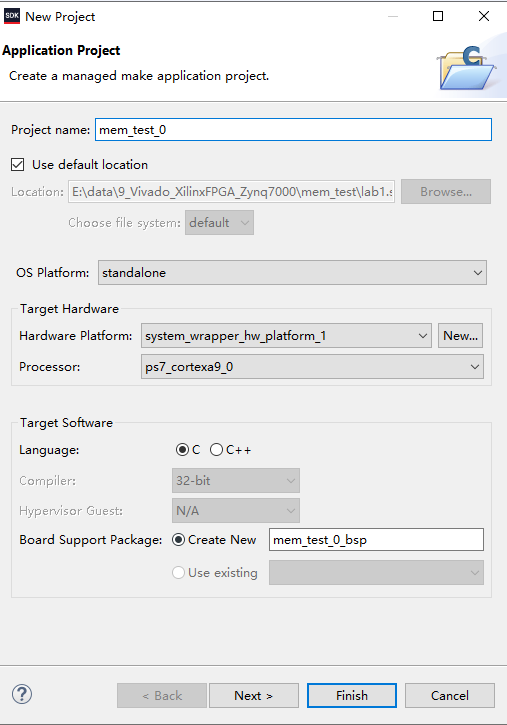 SDK New Project
Application Project
Create a managed make application project.
Project name: mem_test_0
Use default location
Location: E:\data\9_Vivado_XilinxFPGA_Zynq7000\mem_test\lab1.s Browse...
Choose file system: default
OS Platform: standalone
Target Hardware
Hardware Platform: system_wrapper_hw_platform_1 New...
Processor: ps7_cortexa9_0
Target Software
Language: C C++
Compiler: 32-bit
Hypervisor Guest: N/A
Board Support Package: Create New mem_test_0_bsp
Use existing
? < Back Next > Finish Cancel